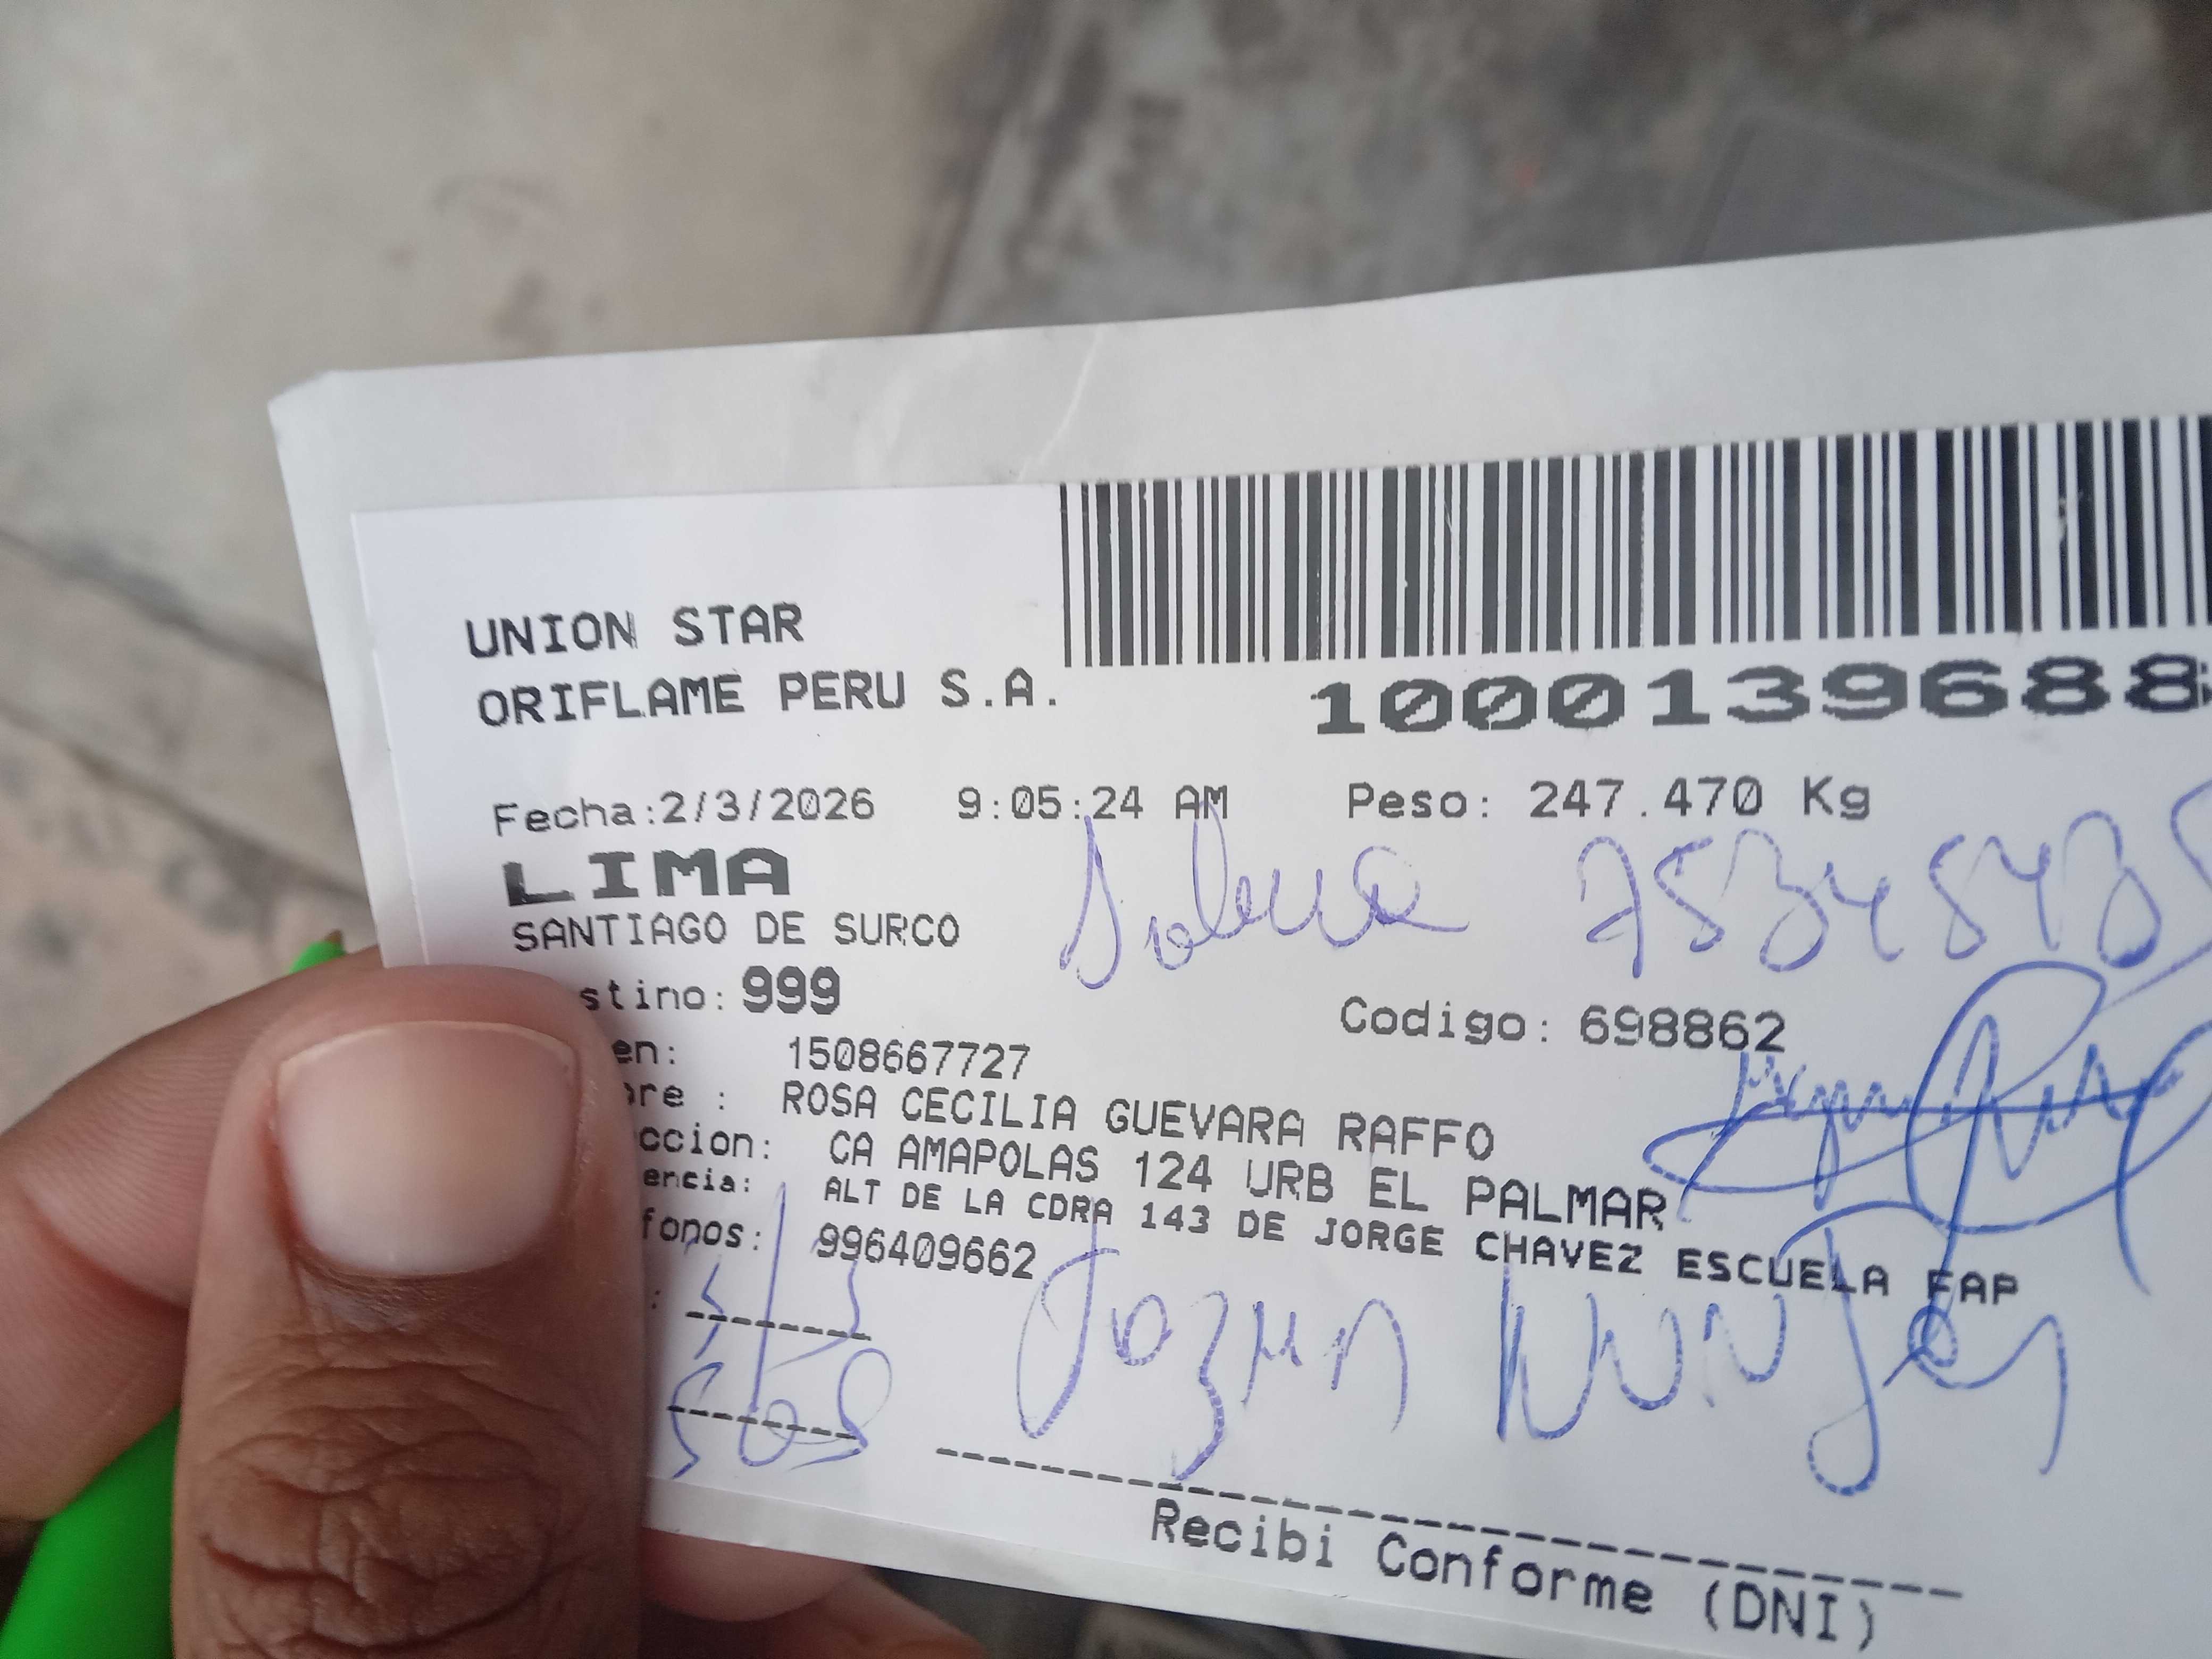 UNION STAR
ORIFLAME PERU S.A.
1000139688
Fecha:2/3/2026 9:05:24 AM Peso: 247.470 Kg
LIMA
SANTIAGO DE SURCO
stino: 999 Codigo: 698862
en: 1508667727
bre : ROSA CECILIA GUEVARA RAFFO
ccion: CA AMAPOLAS 124 URB EL PALMAR
encia: ALT DE LA CDRA 143 DE JORGE CHAVEZ ESCUELA FAP
fonos: 996409662
Recibi Conforme (DNI)